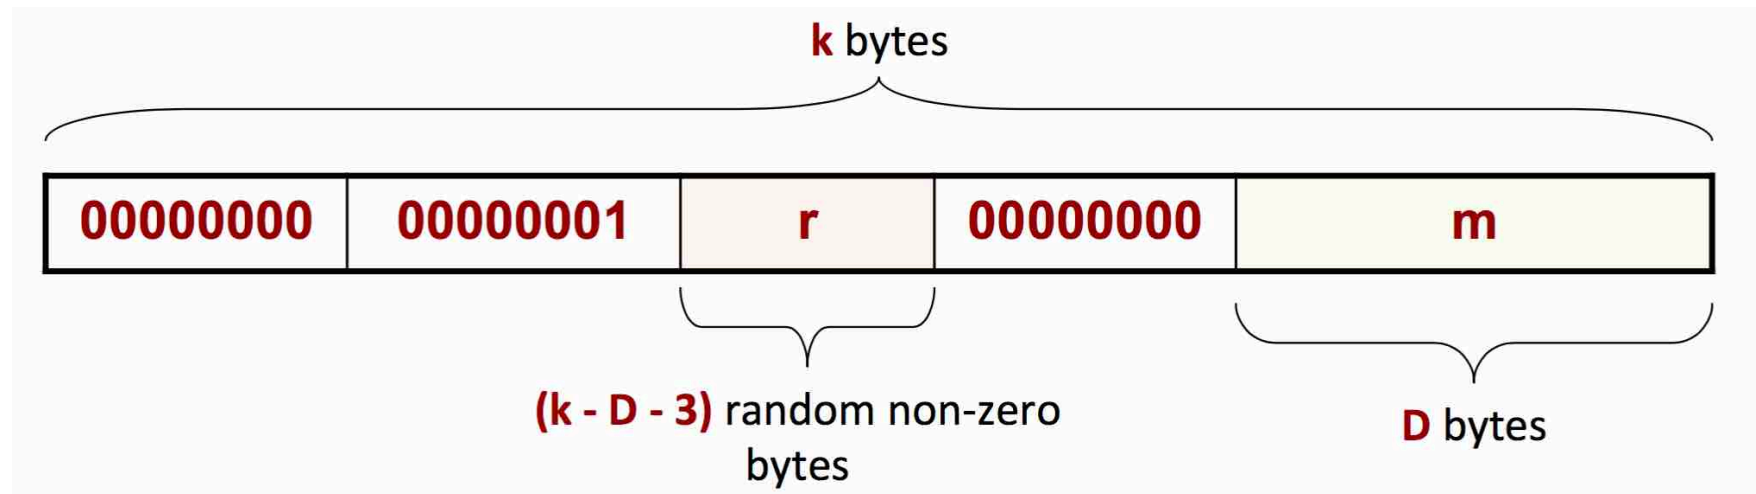 k bytes
00000000 00000001 r 00000000 m
(k - D - 3) random non-zero
bytes
D bytes